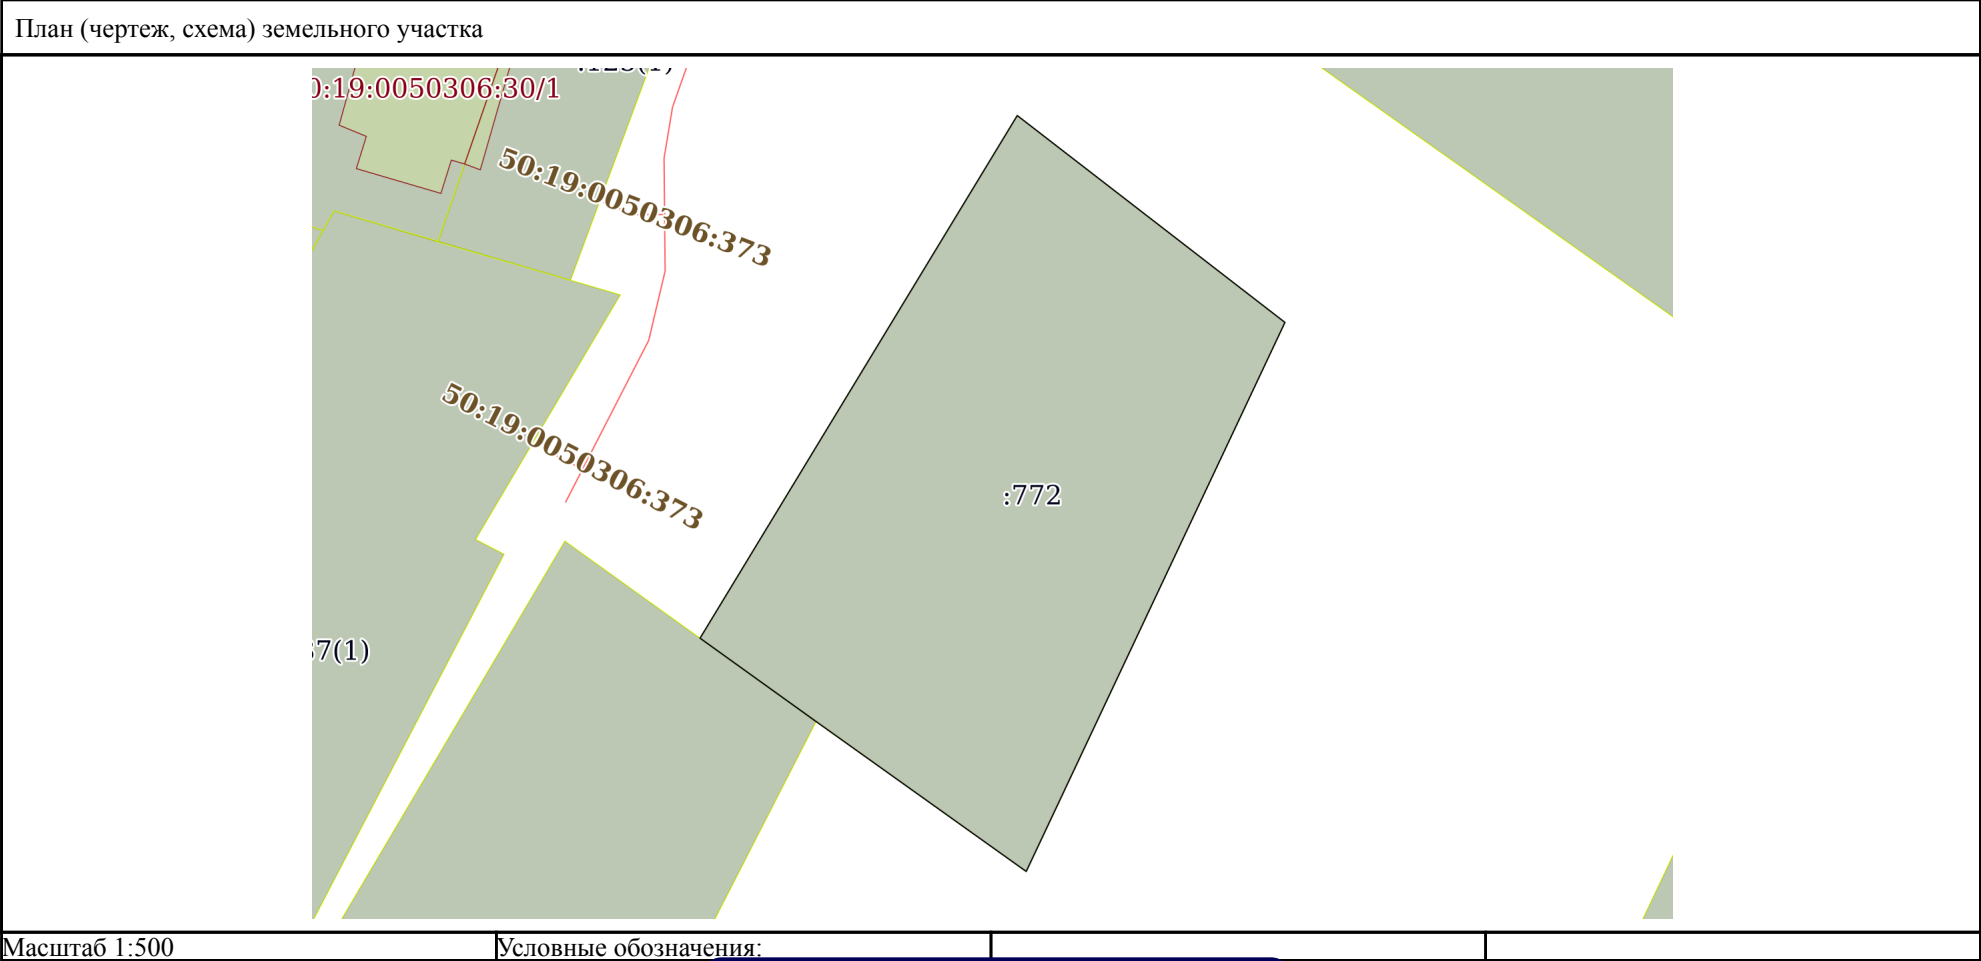 План (чертеж, схема) земельного участка
0:19:0050306:30/1
50:19:0050306:373
50:19:0050306:373
:772
7(1)
Масштаб 1:500
Условные обозначения: